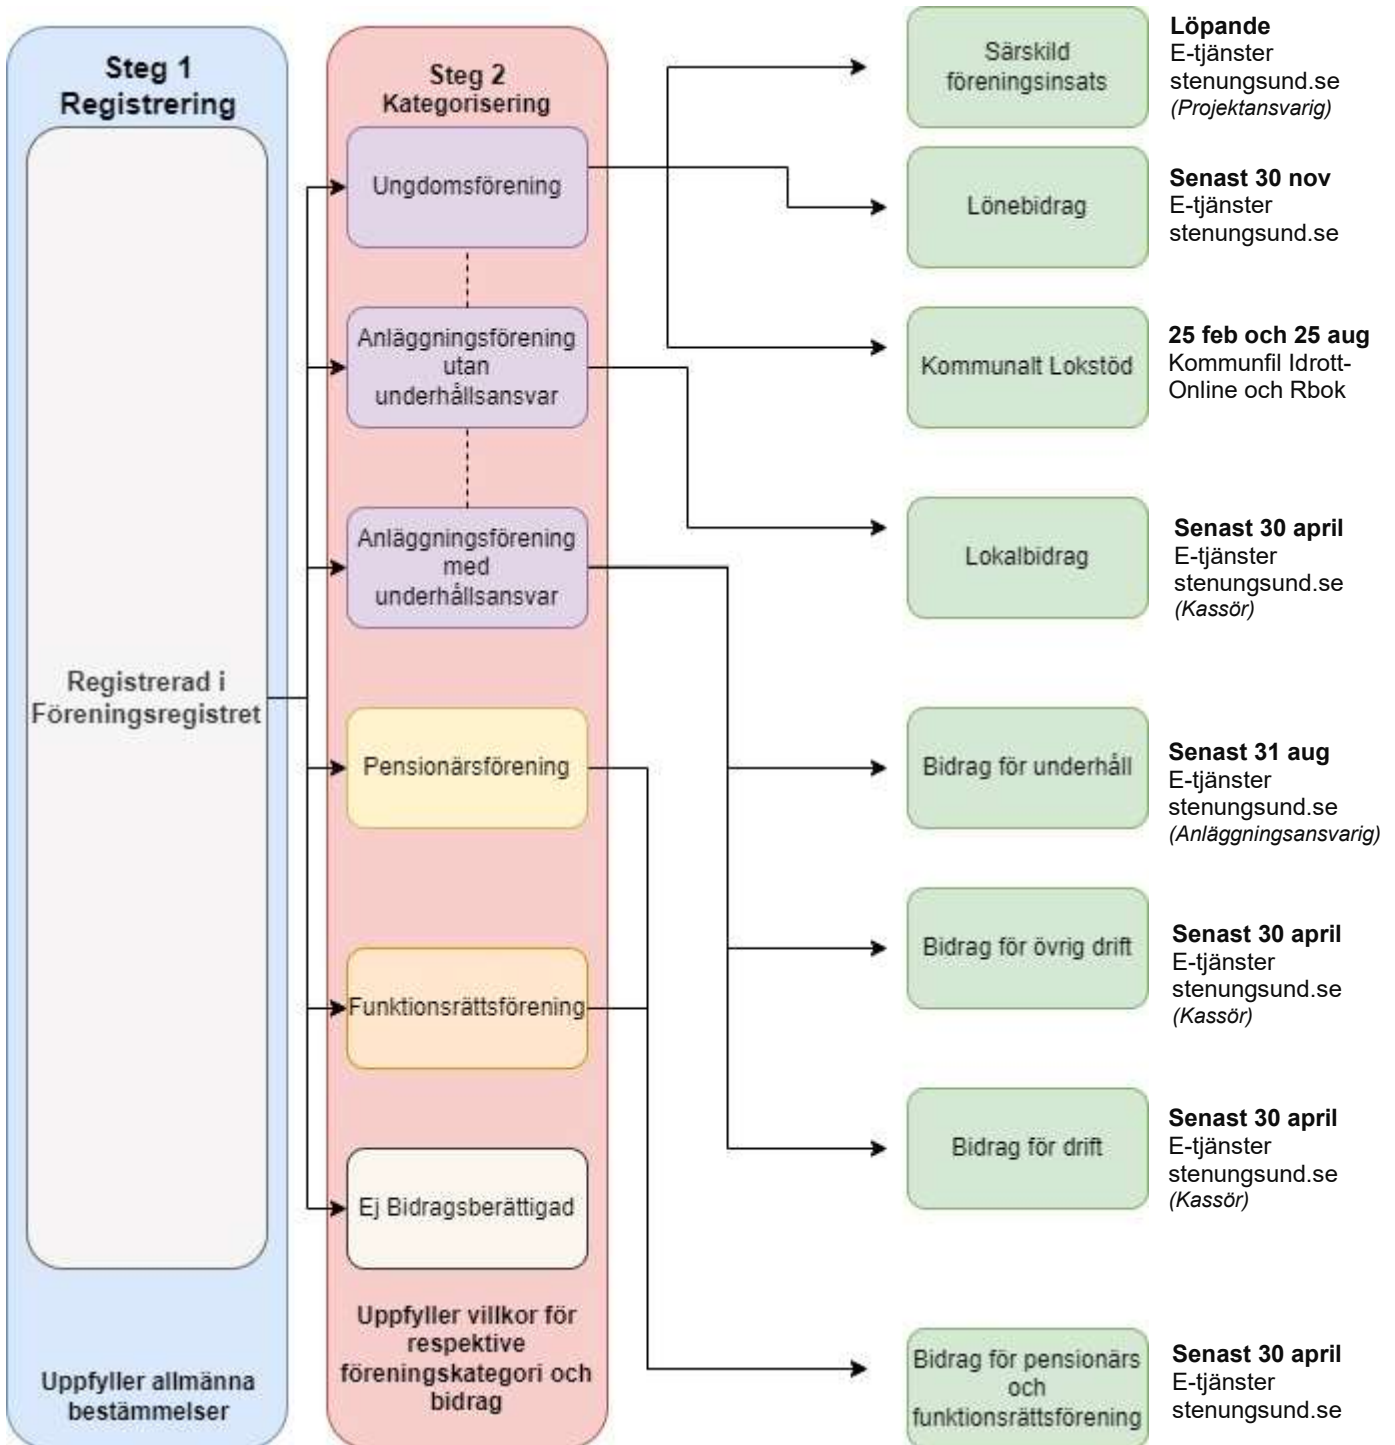 Steg 1
Registrering
Registrerad i
Föreningsregistret
Uppfyller allmänna
bestämmelser
Steg 2
Kategorisering
Ungdomsförening
Anläggningsförening
utan
underhållsansvar
Anläggningsförening
med
underhållsansvar
Pensionärsförening
Funktionsrättsförening
Ej Bidragsberättigad
Uppfyller villkor för
respektive
föreningskategori och
bidrag
Särskild
föreningsinsats
Löpande
E-tjänster
stenungsund.se
(Projektansvarig)
Lönebidrag
Senast 30 nov
E-tjänster
stenungsund.se
Kommunalt Lokstöd
25 feb och 25 aug
Kommunfil Idrott-
Online och Rbok
Lokalbidrag
Senast 30 april
E-tjänster
stenungsund.se
(Kassör)
Bidrag för underhåll
Senast 31 aug
E-tjänster
stenungsund.se
(Anläggningsansvarig)
Bidrag för övrig drift
Senast 30 april
E-tjänster
stenungsund.se
(Kassör)
Bidrag för drift
Senast 30 april
E-tjänster
stenungsund.se
(Kassör)
Bidrag för pensionärs
och
funktionsrättsförening
Senast 30 april
E-tjänster
stenungsund.se